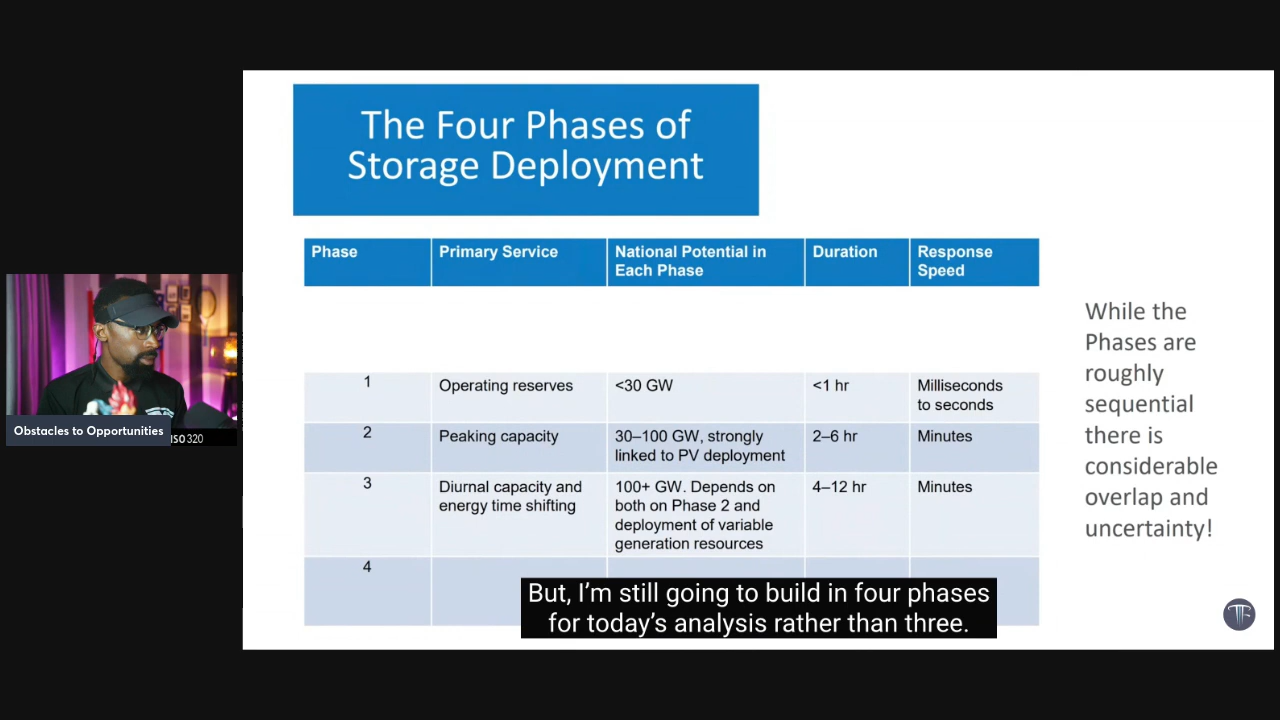 The Four Phases of
Storage Deployment
Phase
Primary Service
National Potential in
Each Phase
Duration
Response
Speed
1
Operating reserves
<30 GW
<1 hr
Milliseconds
to seconds
2
Peaking capacity
30–100 GW, strongly
linked to PV deployment
2–6 hr
Minutes
3
Diurnal capacity and
energy time shifting
100+ GW. Depends on
both on Phase 2 and
deployment of variable
generation resources
4–12 hr
Minutes
4
While the
Phases are
roughly
sequential
there is
considerable
overlap and
uncertainty!
Obstacles to Opportunities
ISO 320
But, I’m still going to build in four phases
for today’s analysis rather than three.